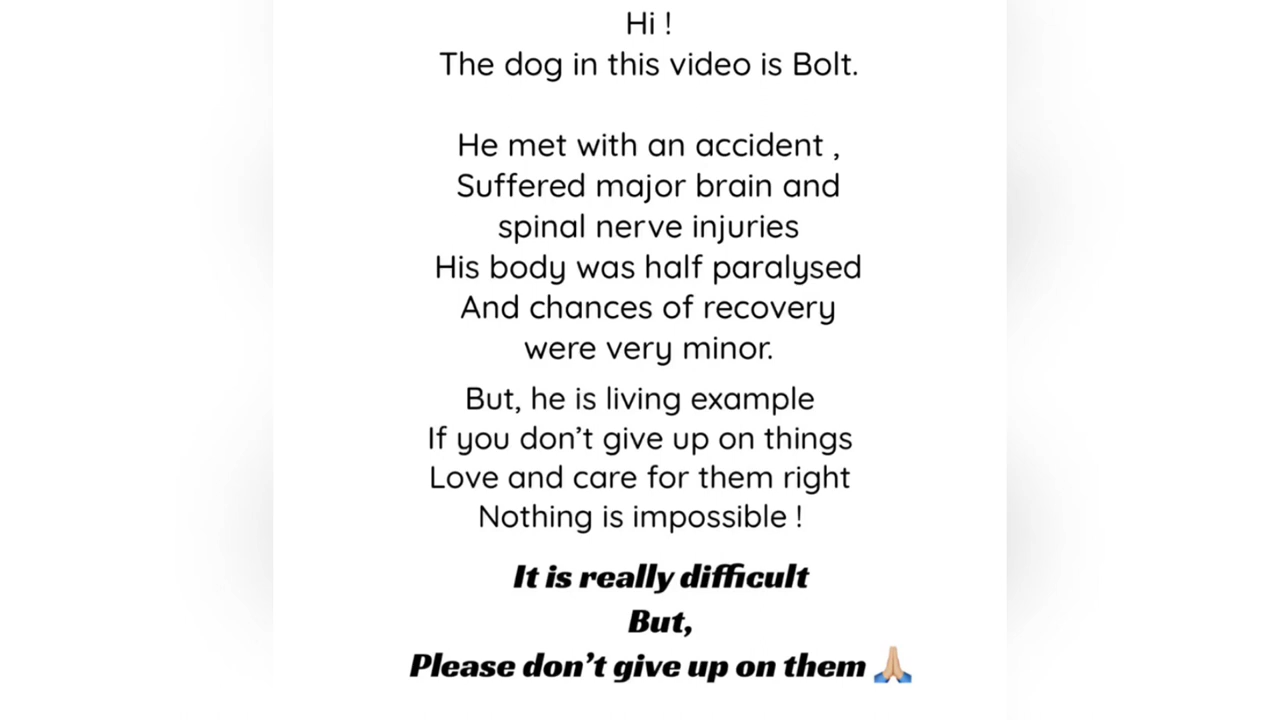 Hi !
The dog in this video is Bolt.
He met with an accident ,
Suffered major brain and
spinal nerve injuries
His body was half paralysed
And chances of recovery
were very minor.
But, he is living example
If you don’t give up on things
Love and care for them right
Nothing is impossible !
It is really difficult
But,
Please don’t give up on them 🙏🏼